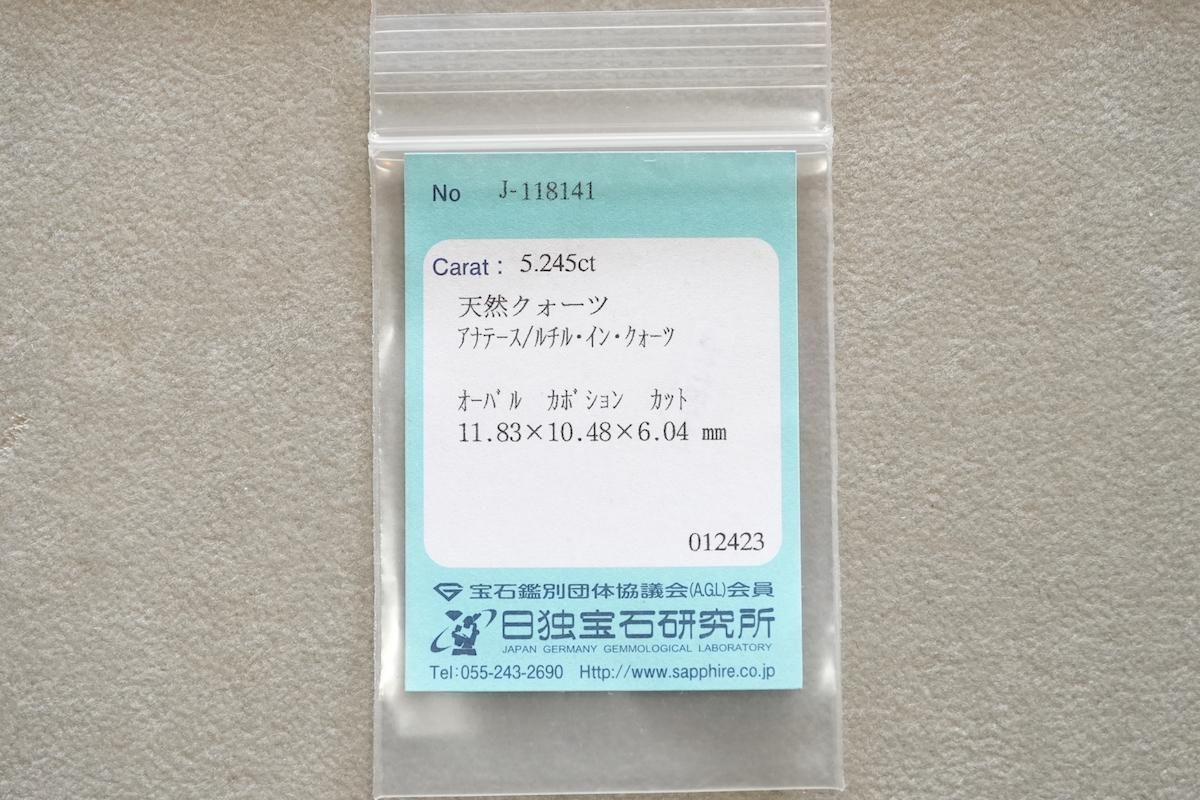 No J-118141
Carat : 5.245ct
天然クォーツ
ｱﾅﾃｰｽ/ﾙﾁﾙ･ｲﾝ･ｸｫｰﾂ
ｵｰﾊﾞﾙ ｶﾎﾞｼｮﾝ ｶｯﾄ
11.83×10.48×6.04 ㎜
012423
宝石鑑別団体協議会(A.G.L)会員
日独宝石研究所
JAPAN GERMANY GEMMOLOGICAL LABORATORY
Tel:055-243-2690 Http://www.sapphire.co.jp